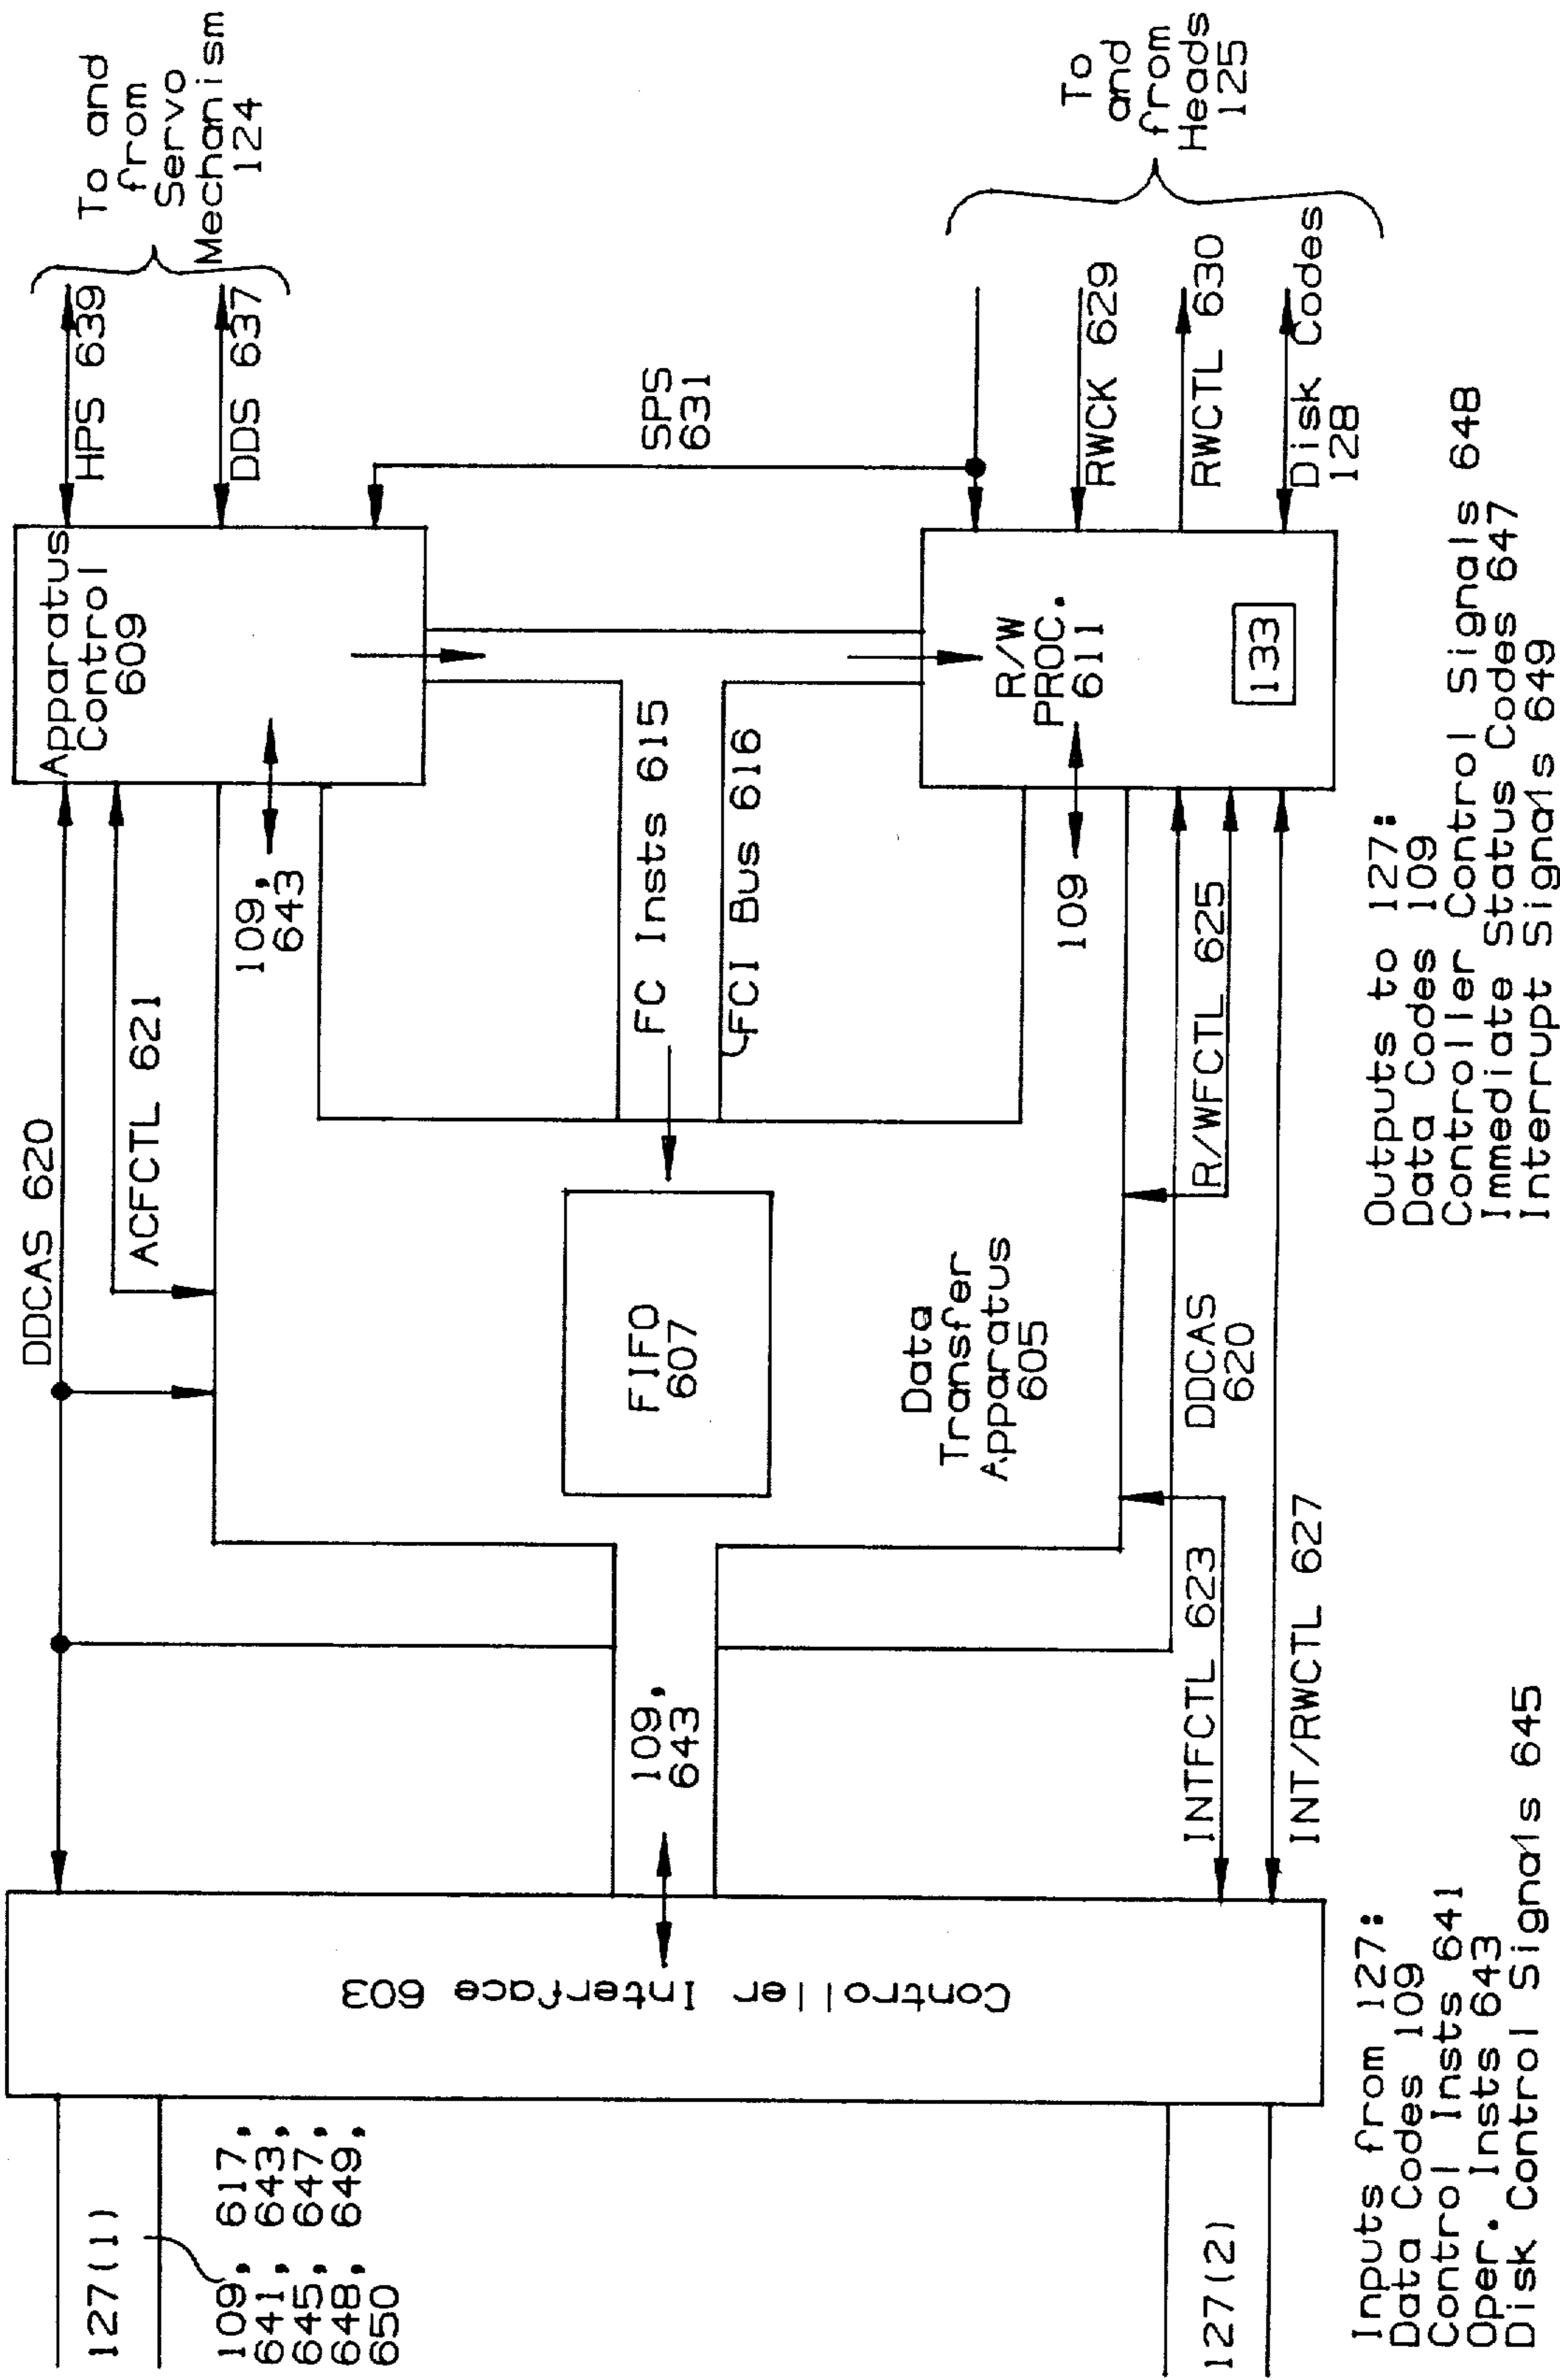 127(1)
109, 617,
641, 643,
645, 647,
648, 649,
650
127(2)
Controller Interface 603
DDCAS 620
ACFCTL 621
109,
643
FIFO
607
Data
Transfer
Apparatus
605
INTFCTL 623
INT/RWCTL 627
DDCAS
620
R/WFCTL 625
109,
643
109
FC Insts 615
FCI Bus 616
Apparatus
Control
609
R/W
PROC.
611
133
HPS 639
DDS 637
SPS
631
RWCK 629
RWCTL 630
Disk Codes
128
To and
from
Servo
Mechanism
124
To
and
from
Heads
125
Inputs from 127:
Data Codes 109
Control Insts 641
Oper. Insts 643
Disk Control Signals 645
Outputs to 127:
Data Codes 109
Controller Control Signals 648
Immediate Status Codes 647
Interrupt Signals 649